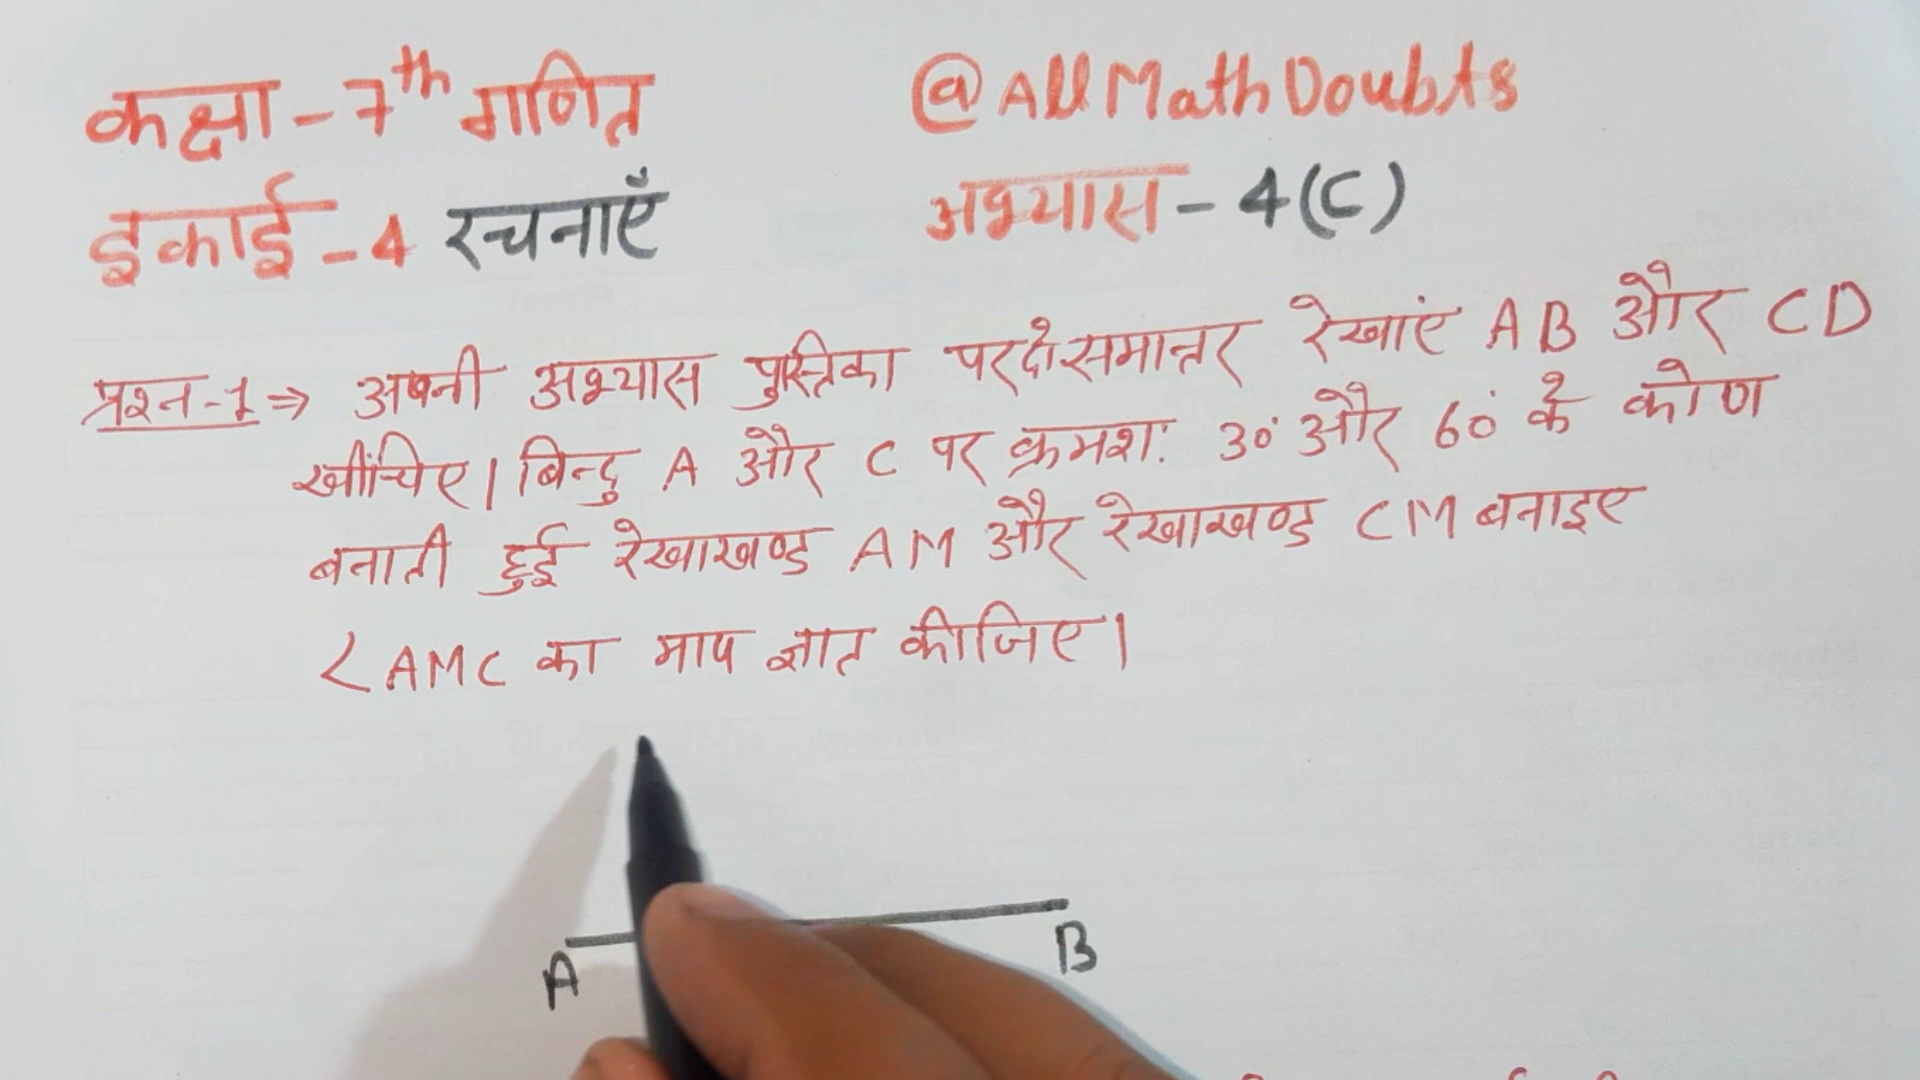 कक्षा-7th गणित @AllMathDoubts
इकाई-4 रचनाएँ अभ्यास-4(C)
प्रश्न-1⇒ अपनी अभ्यास पुस्तिका पर दो समान्तर रेखाएं AB और CD
खींचिए। बिन्दु A और C पर क्रमश: 30° और 60° के कोण
बनाती हुई रेखाखण्ड AM और रेखाखण्ड CM बनाइए
∠AMC का माप ज्ञात कीजिए।
A B